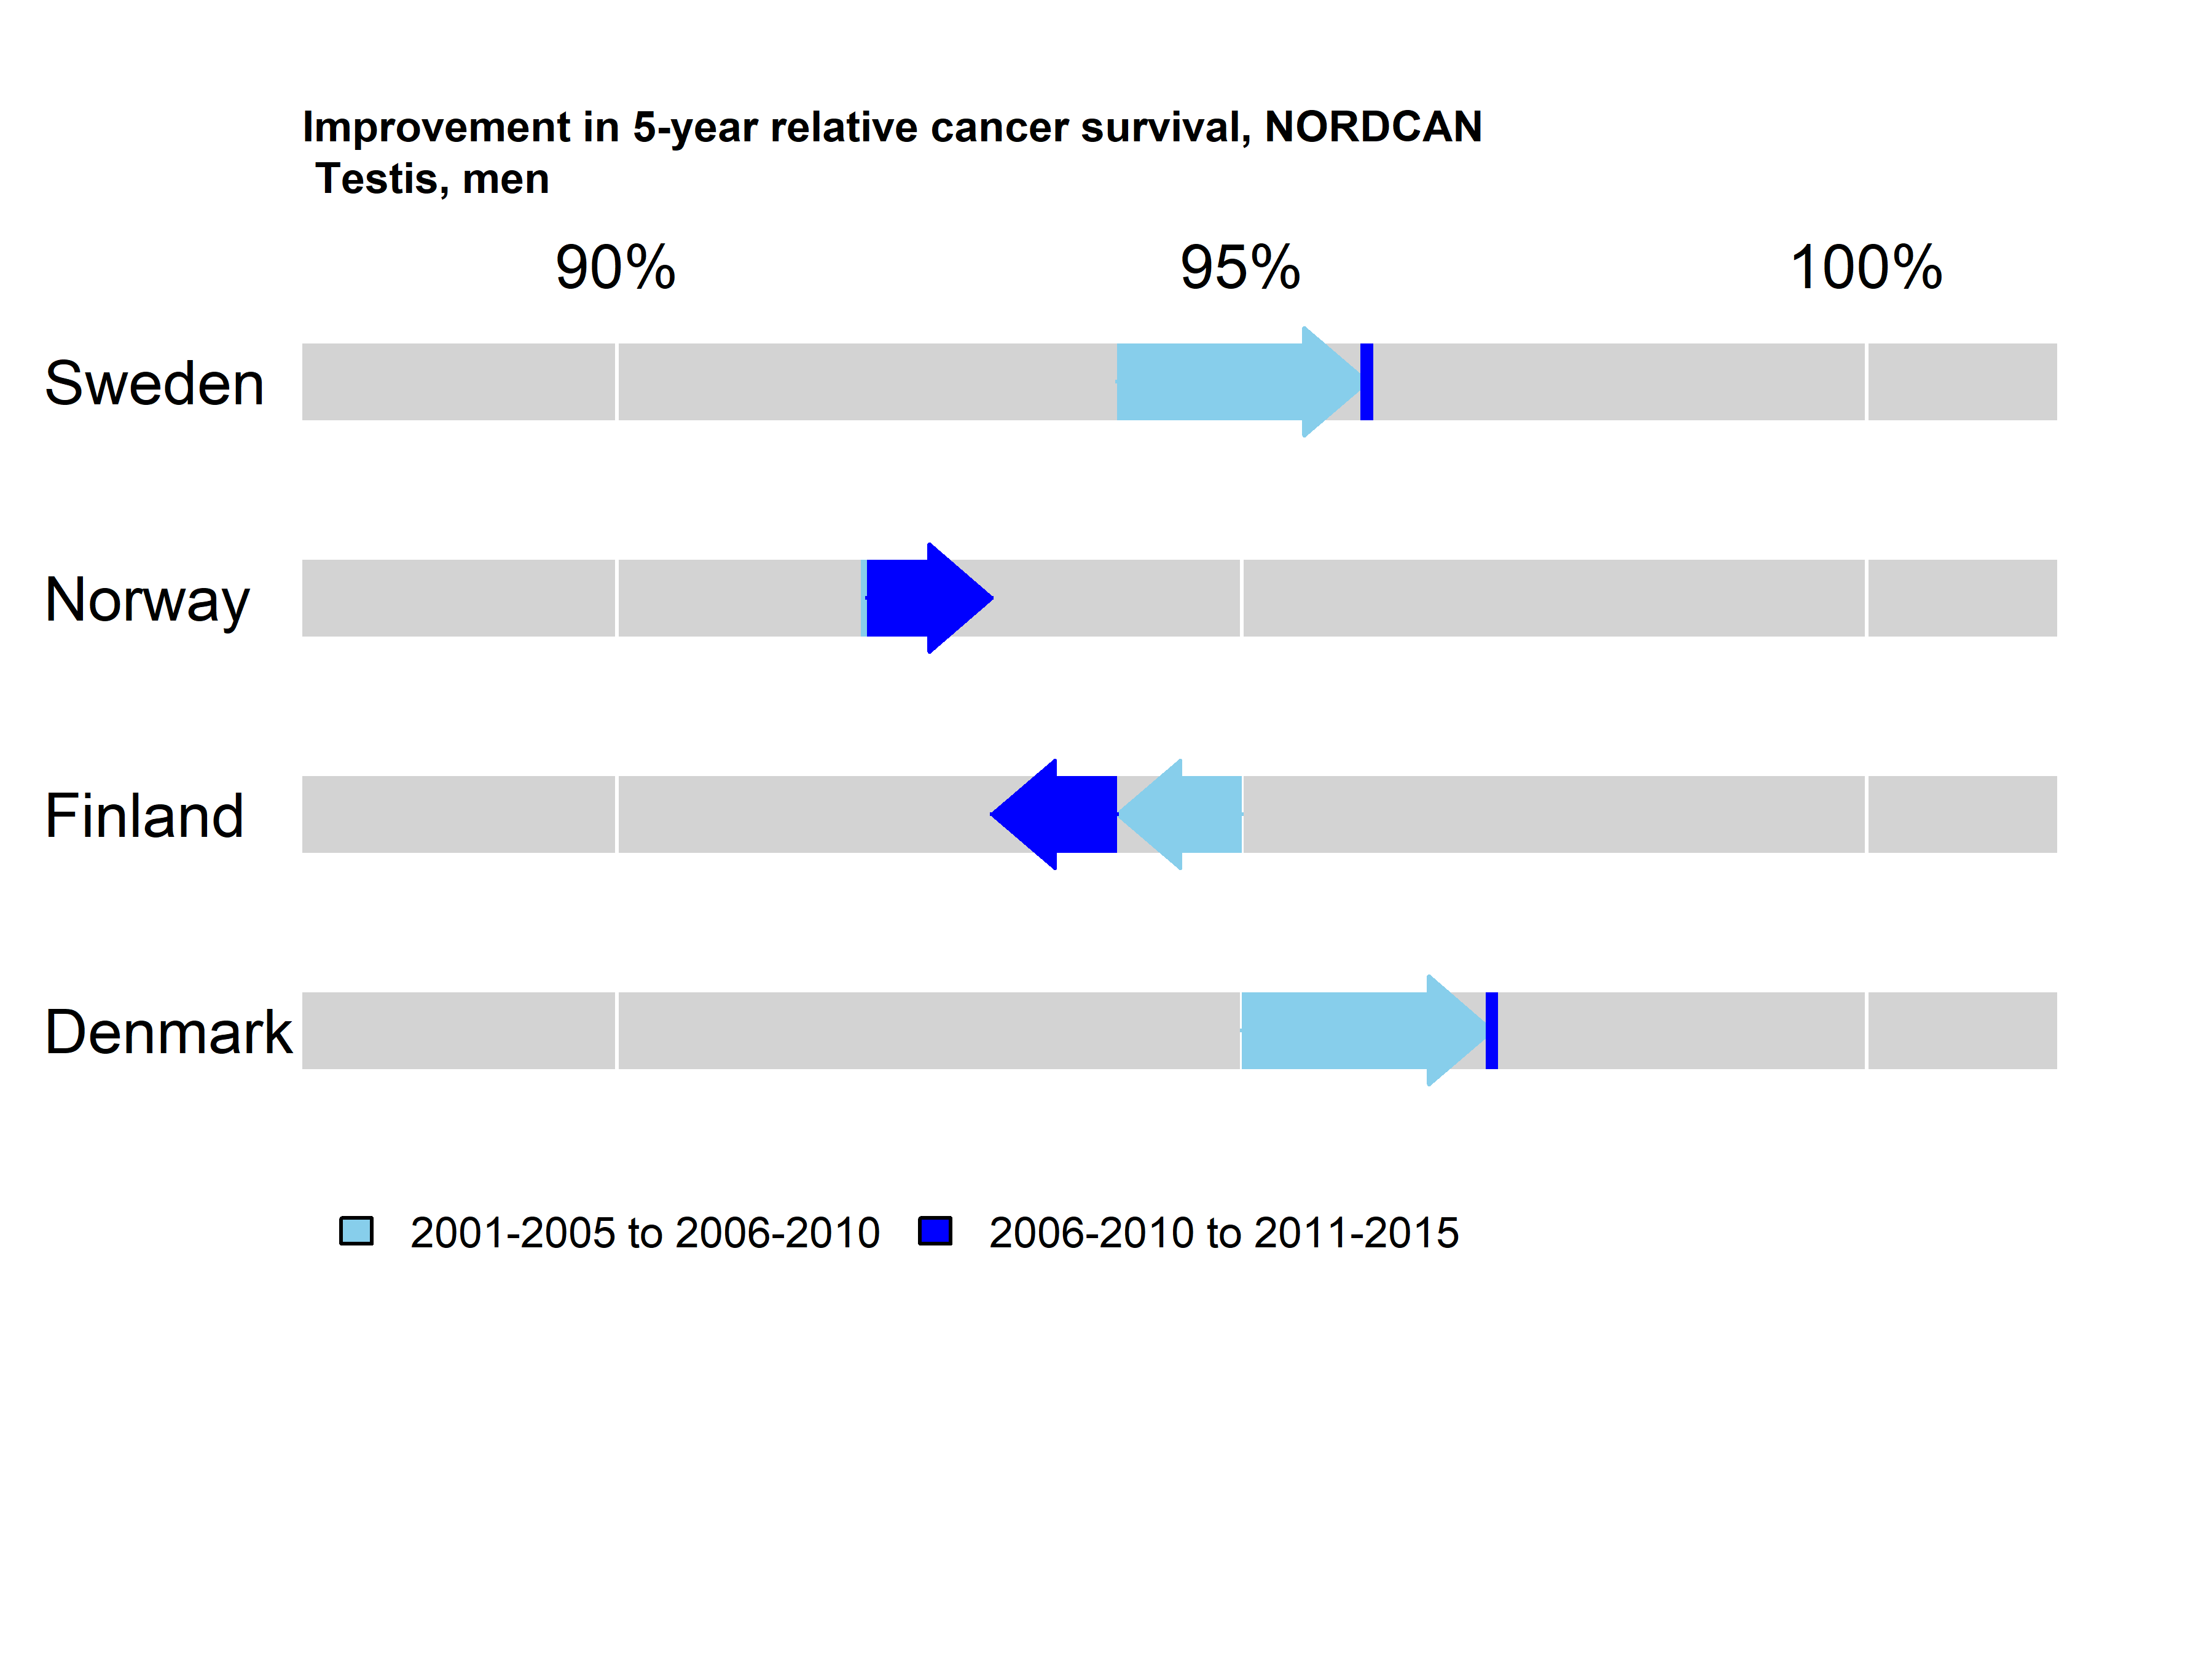 Improvement in 5-year relative cancer survival, NORDCAN
Testis, men
90% 95% 100%
Sweden
Norway
Finland
Denmark
2001-2005 to 2006-2010 2006-2010 to 2011-2015